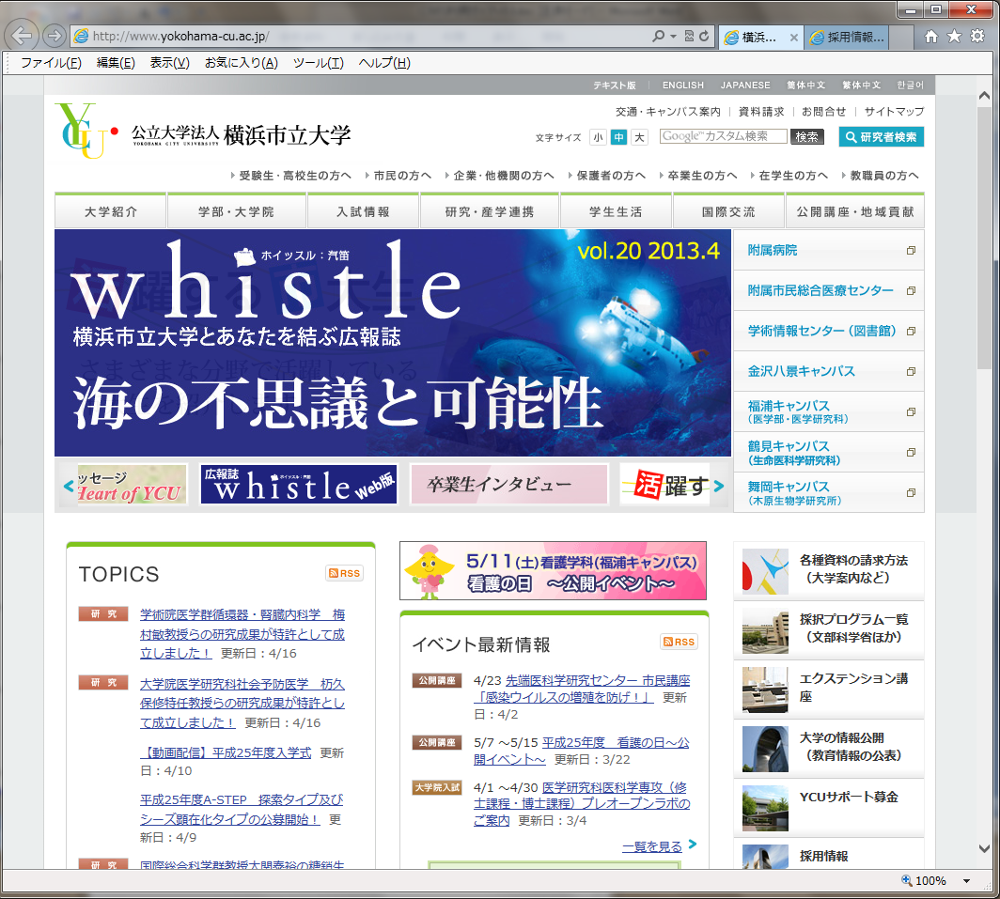 http://www.yokohama-cu.ac.jp/
横浜...
採用情報...
ファイル(F) 編集(E) 表示(V) お気に入り(A) ツール(T) ヘルプ(H)
テキスト版 ENGLISH JAPANESE 简体中文 繁体中文 한글어
YCU 公立大学法人 横浜市立大学
YOKOHAMA CITY UNIVERSITY
交通・キャンパス案内 資料請求 お問合せ サイトマップ
文字サイズ 小 中 大 Google カスタム検索 検索 研究者検索
受験生・高校生の方へ 市民の方へ 企業・他機関の方へ 保護者の方へ 卒業生の方へ 在学生の方へ 教職員の方へ
大学紹介 学部・大学院 入試情報 研究・産学連携 学生生活 国際交流 公開講座・地域貢献
ホイッスル：汽笛
whistle
vol.20 2013.4
横浜市立大学とあなたを結ぶ広報誌
さまざまな分野で活躍している
海の不思議と可能性
附属病院
附属市民総合医療センター
学術情報センター（図書館）
金沢八景キャンパス
福浦キャンパス
（医学部・医学研究科）
鶴見キャンパス
（生命医科学研究科）
舞岡キャンパス
（木原生物学研究所）
ッセージ
Heart of YCU
広報誌 ホイッスル：汽笛
whistle Web版
卒業生インタビュー
活躍す
TOPICS RSS
研究 学術院医学群循環器・腎臓内科学　梅
村敏教授らの研究成果が特許として成
立しました！ 更新日：4/16
研究 大学院医学研究科社会予防医学　杤久
保修特任教授らの研究成果が特許とし
て成立しました！ 更新日：4/16
【動画配信】平成25年度入学式 更新
日：4/10
平成25年度A-STEP　探索タイプ及び
シーズ顕在化タイプの公募開始！ 更
新日：4/9
研究 国際総合科学群教授大関泰裕の糖鎖生
5/11(土)看護学科(福浦キャンパス)
看護の日　～公開イベント～
イベント最新情報 RSS
公開講座 4/23 先端医科学研究センター 市民講座
「感染ウイルスの増殖を防げ！」 更新
日：4/2
公開講座 5/7 ～5/15 平成25年度　看護の日～公
開イベント～ 更新日：3/22
大学院入試 4/1 ～4/30 医学研究科医科学専攻（修
士課程・博士課程）プレオープンラボの
ご案内 更新日：3/4
一覧を見る
各種資料の請求方法
（大学案内など）
採択プログラム一覧
（文部科学省ほか）
エクステンション講
座
大学の情報公開
（教育情報の公表）
YCUサポート募金
採用情報
100%